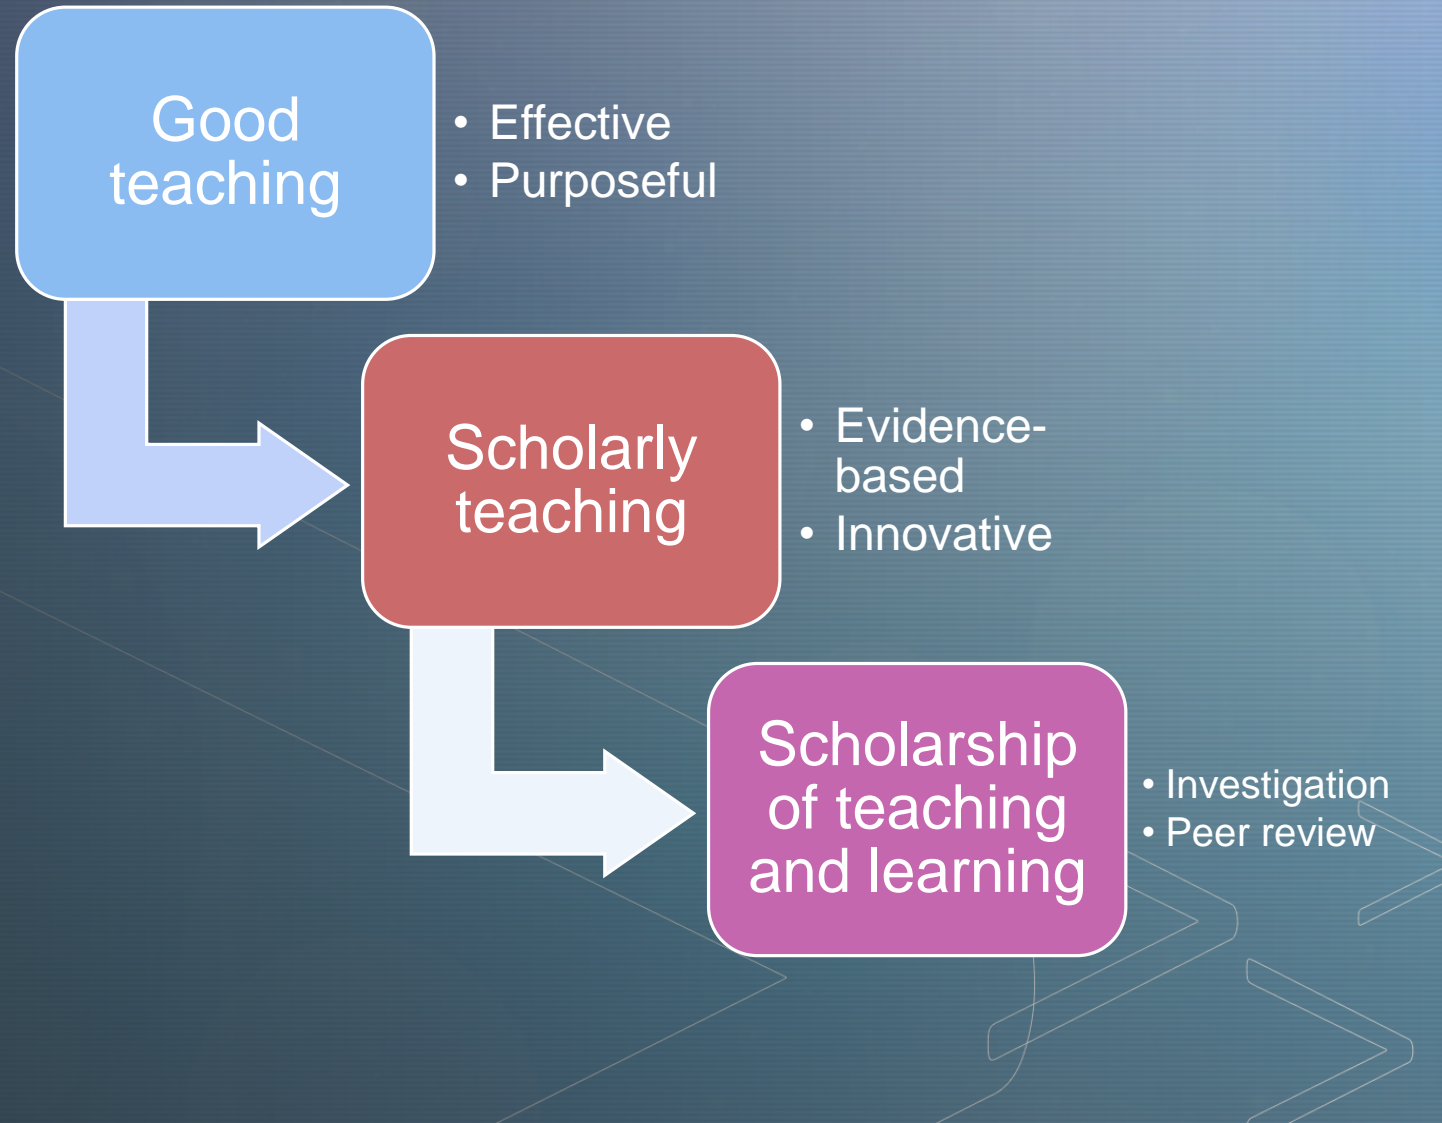 Good
teaching
• Effective
• Purposeful
Scholarly
teaching
• Evidence-
based
• Innovative
Scholarship
of teaching
and learning
• Investigation
• Peer review